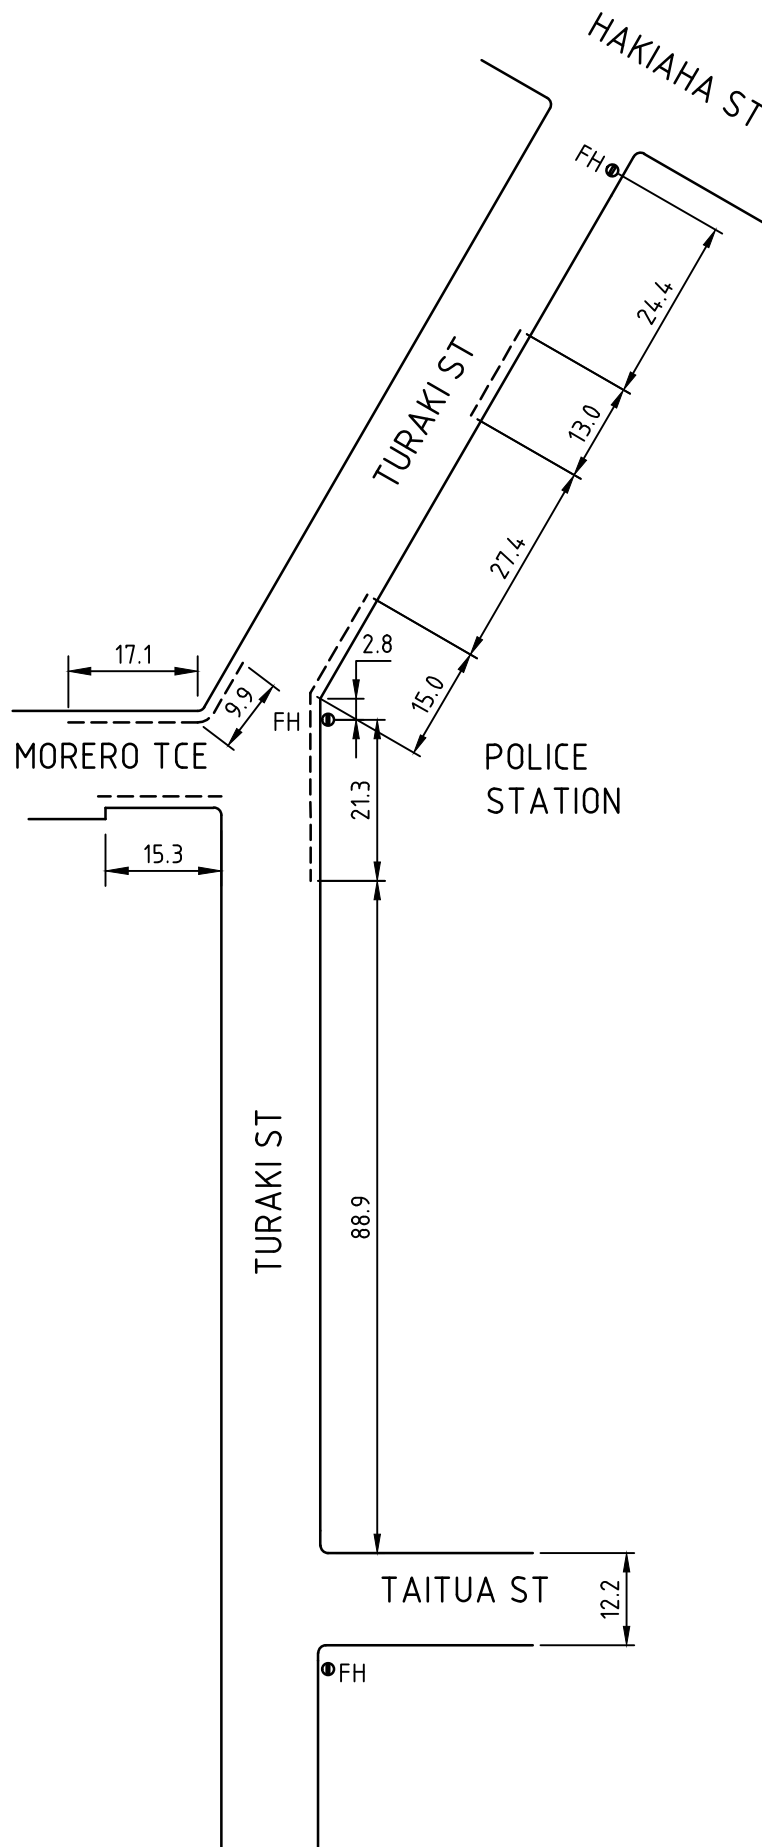 HAKIAHA ST
FH
24.4
TURAKI ST
13.0
27.4
17.1
2.8
9.9
15.0
FH
MORERO TCE
POLICE
STATION
21.3
15.3
TURAKI ST
88.9
TAITUA ST
12.2
FH